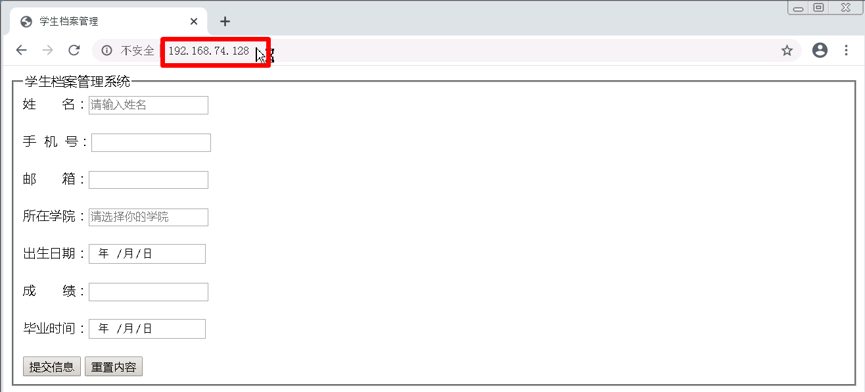 学生档案管理
不安全 192.168.74.128
学生档案管理系统
姓 名：请输入姓名
手 机 号：
邮 箱：
所在学院：请选择你的学院
出生日期： 年 /月/日
成 绩：
毕业时间： 年 /月/日
提交信息 重置内容